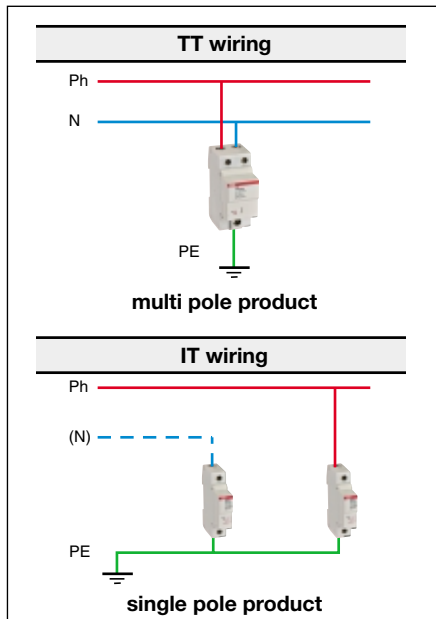 TT wiring
Ph
N
PE
multi pole product
IT wiring
Ph
(N)
PE
single pole product